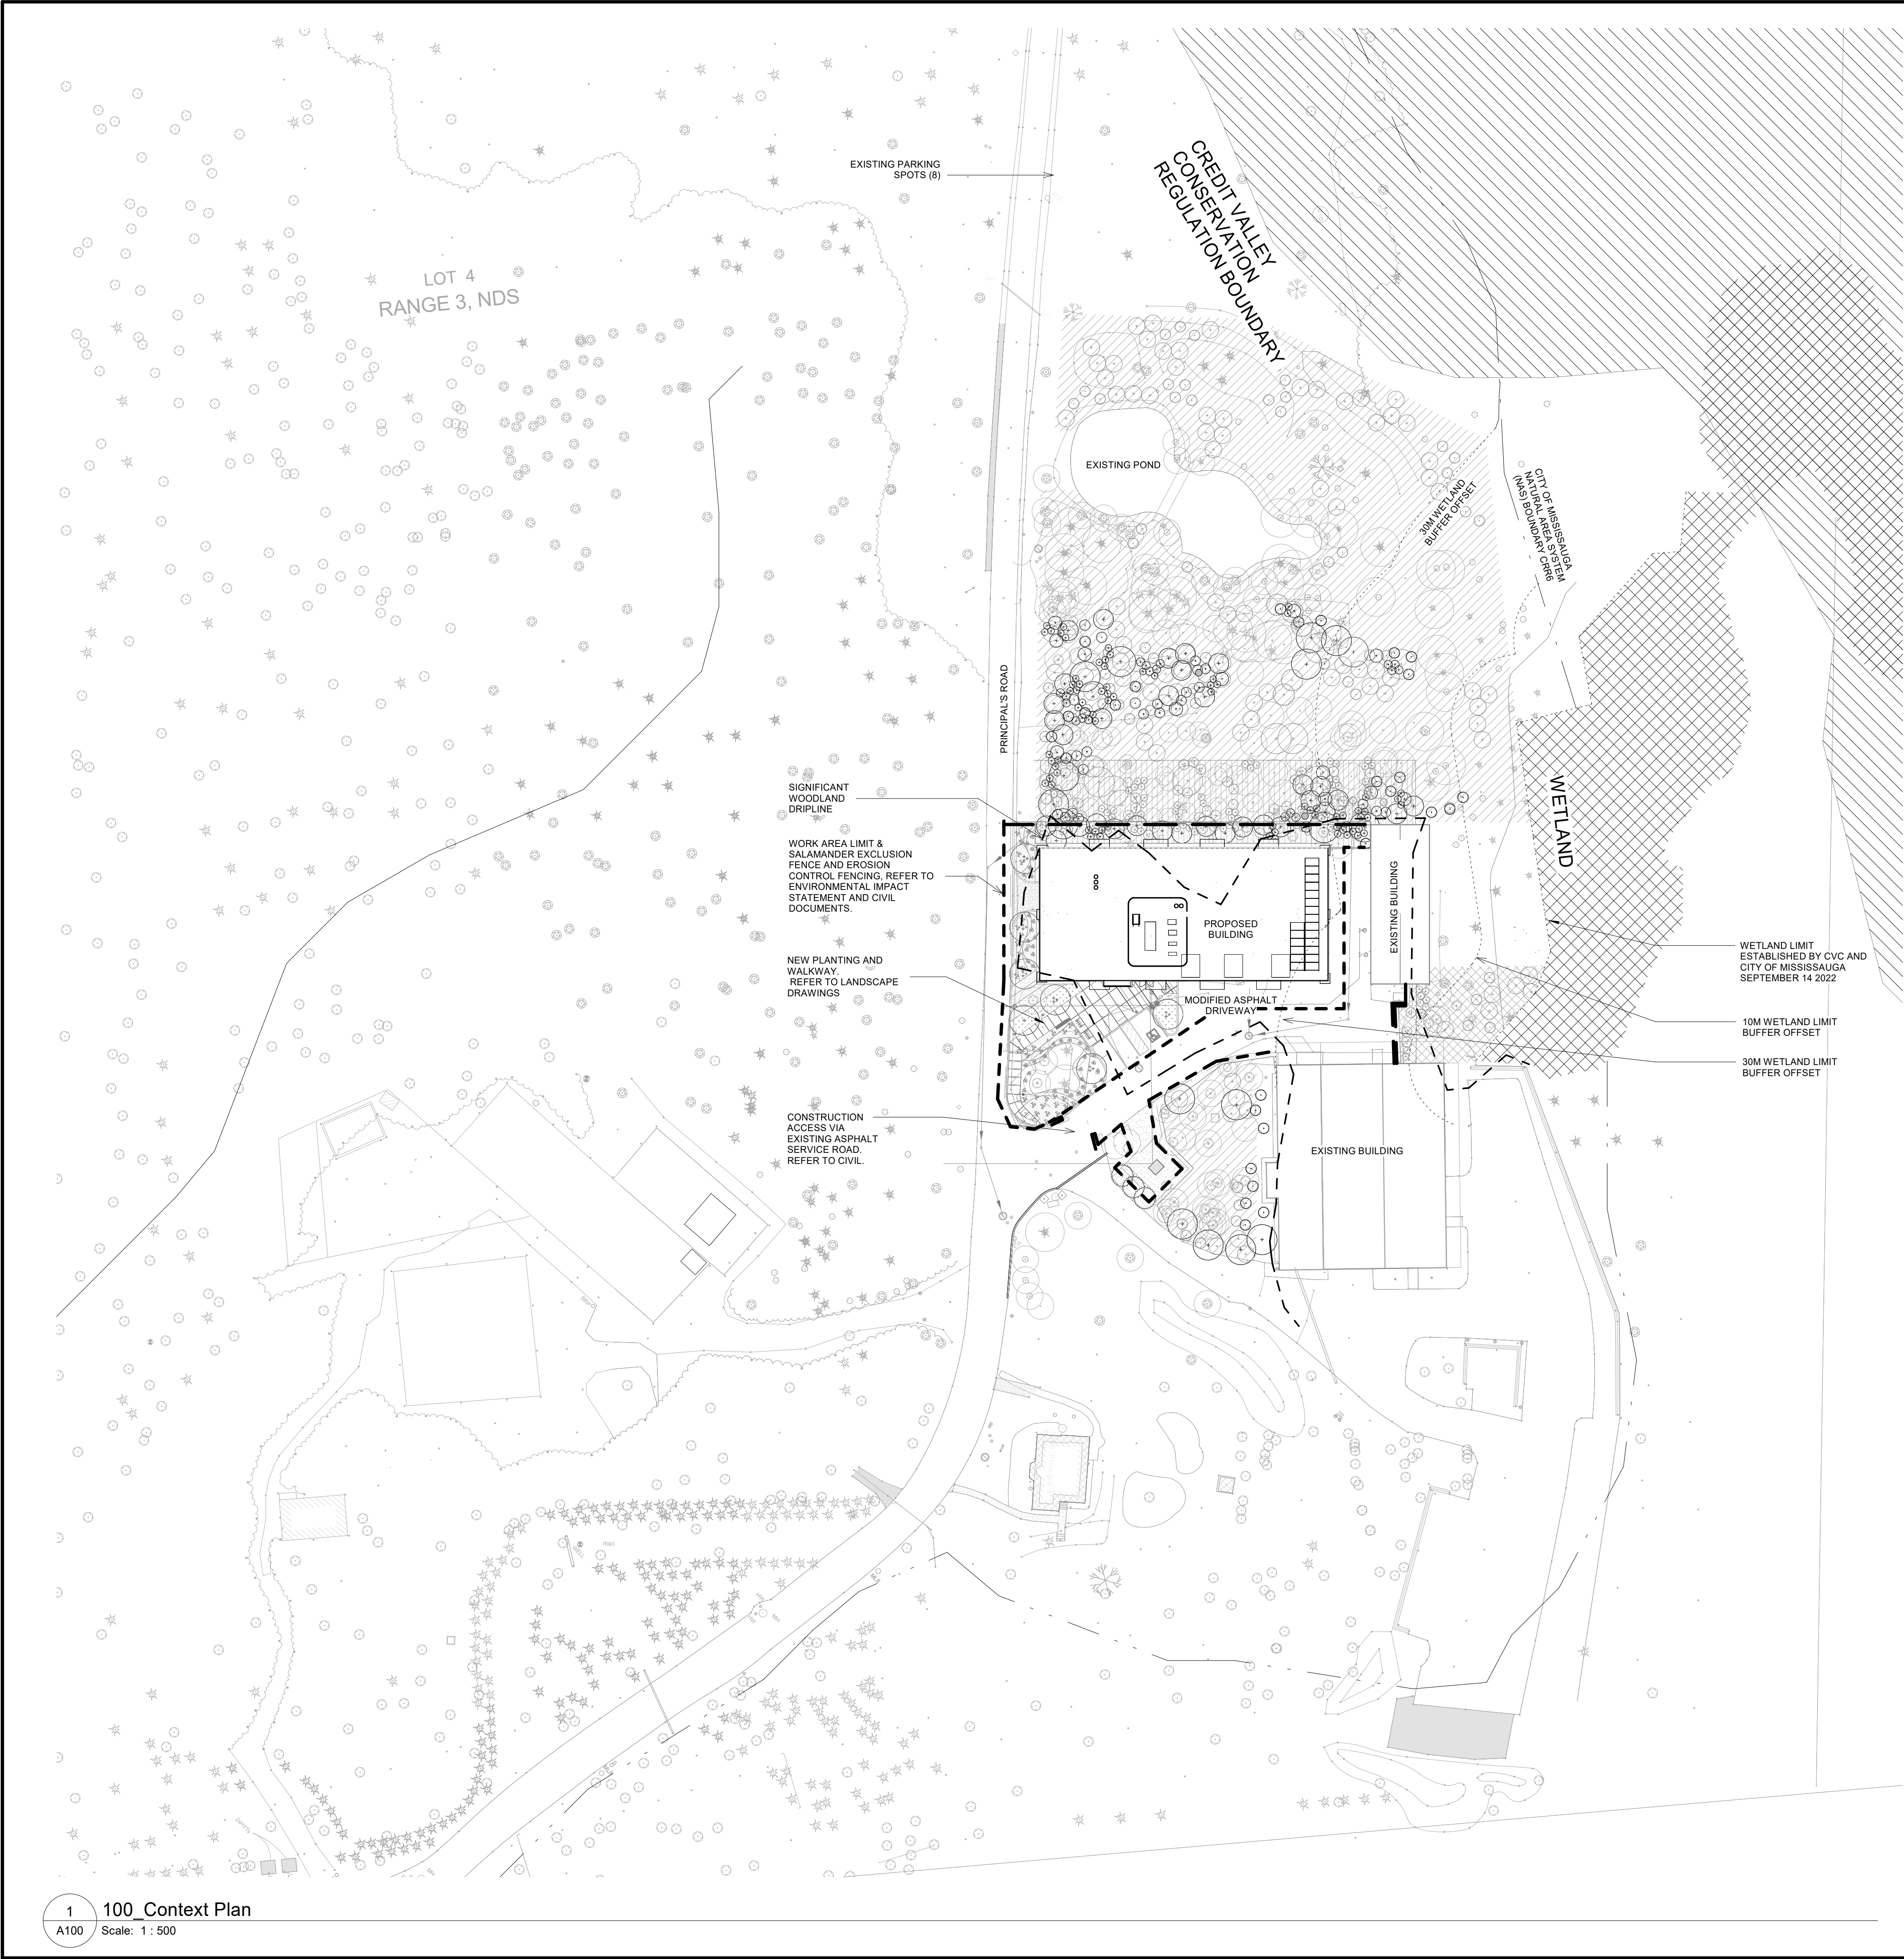 EXISTING PARKING
SPOTS (8)
CREDIT VALLEY
CONSERVATION
REGULATION BOUNDARY
LOT 4
RANGE 3, NDS
EXISTING POND
30M WETLAND
BUFFER OFFSET
CITY OF MISSISSAUGA
NATURAL AREA SYSTEM
(NAS) BOUNDARY CRR6
PRINCIPAL'S ROAD
SIGNIFICANT
WOODLAND
DRIPLINE
WETLAND
WORK AREA LIMIT &
SALAMANDER EXCLUSION
FENCE AND EROSION
CONTROL FENCING, REFER TO
ENVIRONMENTAL IMPACT
STATEMENT AND CIVIL
DOCUMENTS.
PROPOSED
BUILDING
EXISTING BUILDING
NEW PLANTING AND
WALKWAY.
REFER TO LANDSCAPE
DRAWINGS
WETLAND LIMIT
ESTABLISHED BY CVC AND
CITY OF MISSISSAUGA
SEPTEMBER 14 2022
MODIFIED ASPHALT
DRIVEWAY
10M WETLAND LIMIT
BUFFER OFFSET
30M WETLAND LIMIT
BUFFER OFFSET
CONSTRUCTION
ACCESS VIA
EXISTING ASPHALT
SERVICE ROAD.
REFER TO CIVIL.
EXISTING BUILDING
WELL
1
A100
100_Context Plan
Scale: 1 : 500